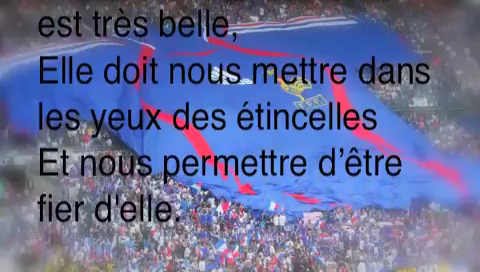 est très belle,
Elle doit nous mettre dans
les yeux des étincelles
Et nous permettre d’être
fier d'elle.